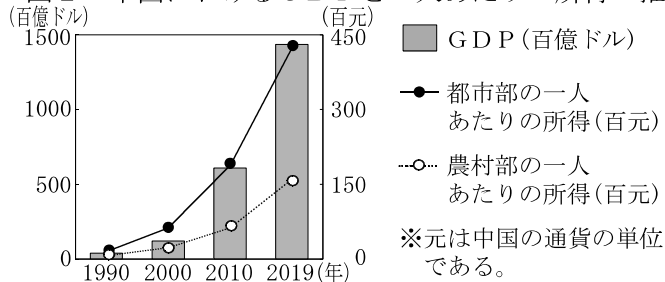 (百億ドル)
(百元)
1500
1000
500
0
450
300
150
0
1990 2000 2010 2019(年)
GDP(百億ドル)
都市部の一人
あたりの所得(百元)
農村部の一人
あたりの所得(百元)
※元は中国の通貨の単位
である。